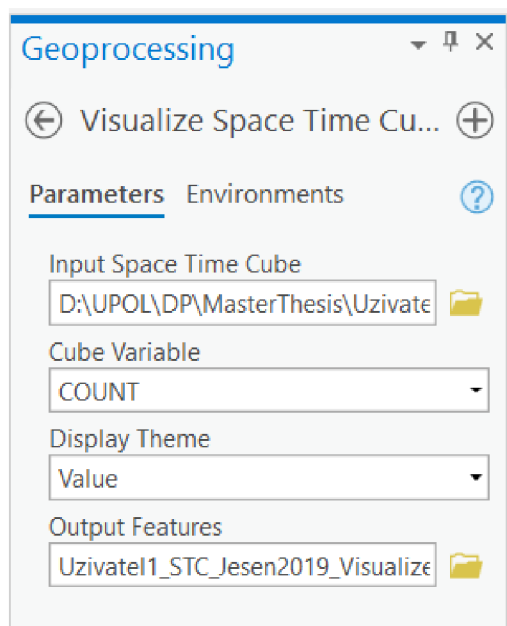 Geoprocessing
Visualize Space Time Cu...
Parameters Environments
Input Space Time Cube
D:\UPOL\DP\MasterThesis\Uzivate
Cube Variable
COUNT
Display Theme
Value
Output Features
Uzivatel1_STC_Jesen2019_Visualize